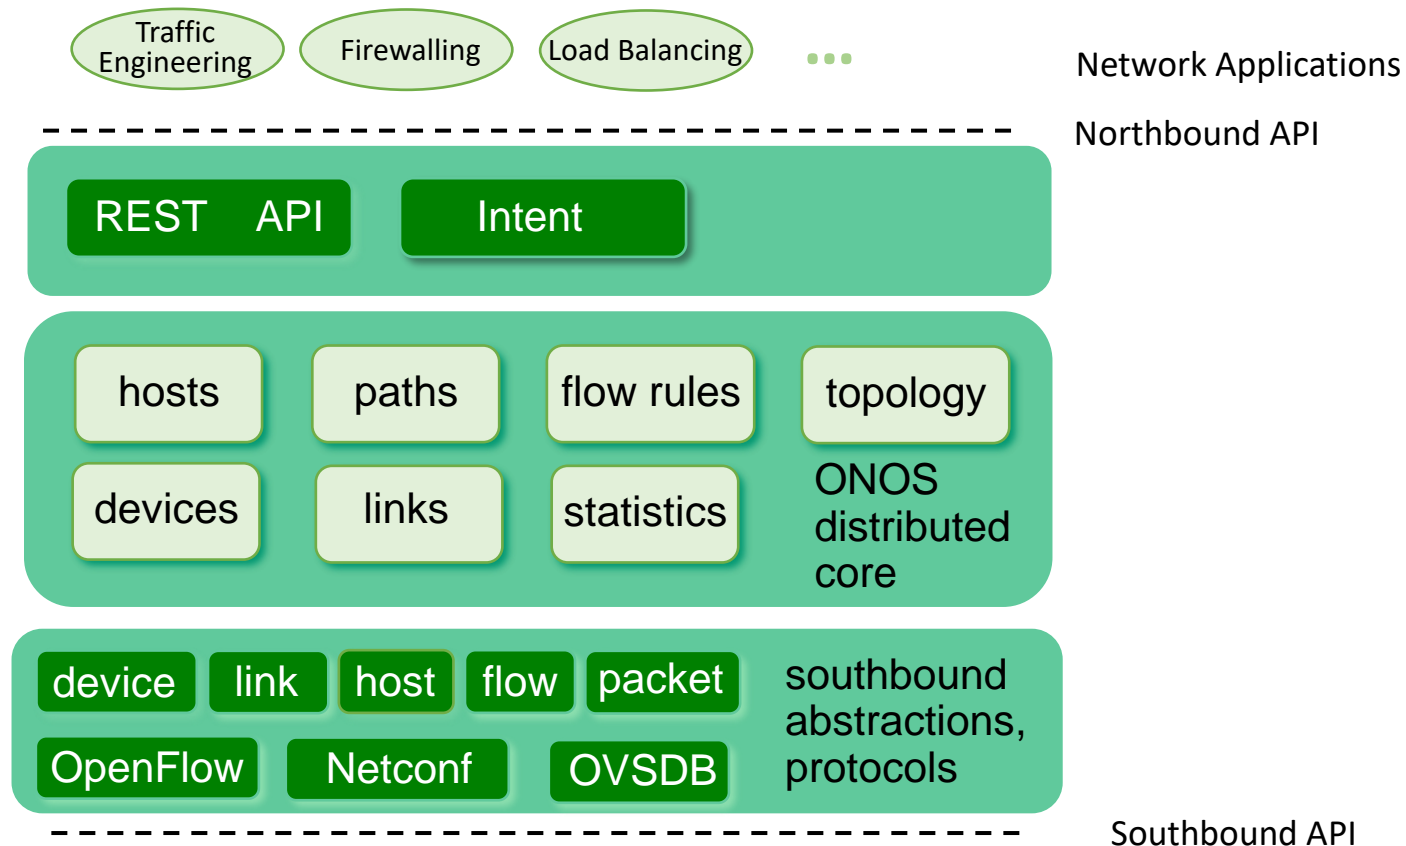 Traffic
Engineering
Firewalling
Load Balancing
...
Network Applications
Northbound API
REST API
Intent
hosts
paths
flow rules
topology
devices
links
statistics
ONOS
distributed
core
device
link
host
flow
packet
southbound
abstractions,
protocols
OpenFlow
Netconf
OVSDB
Southbound API